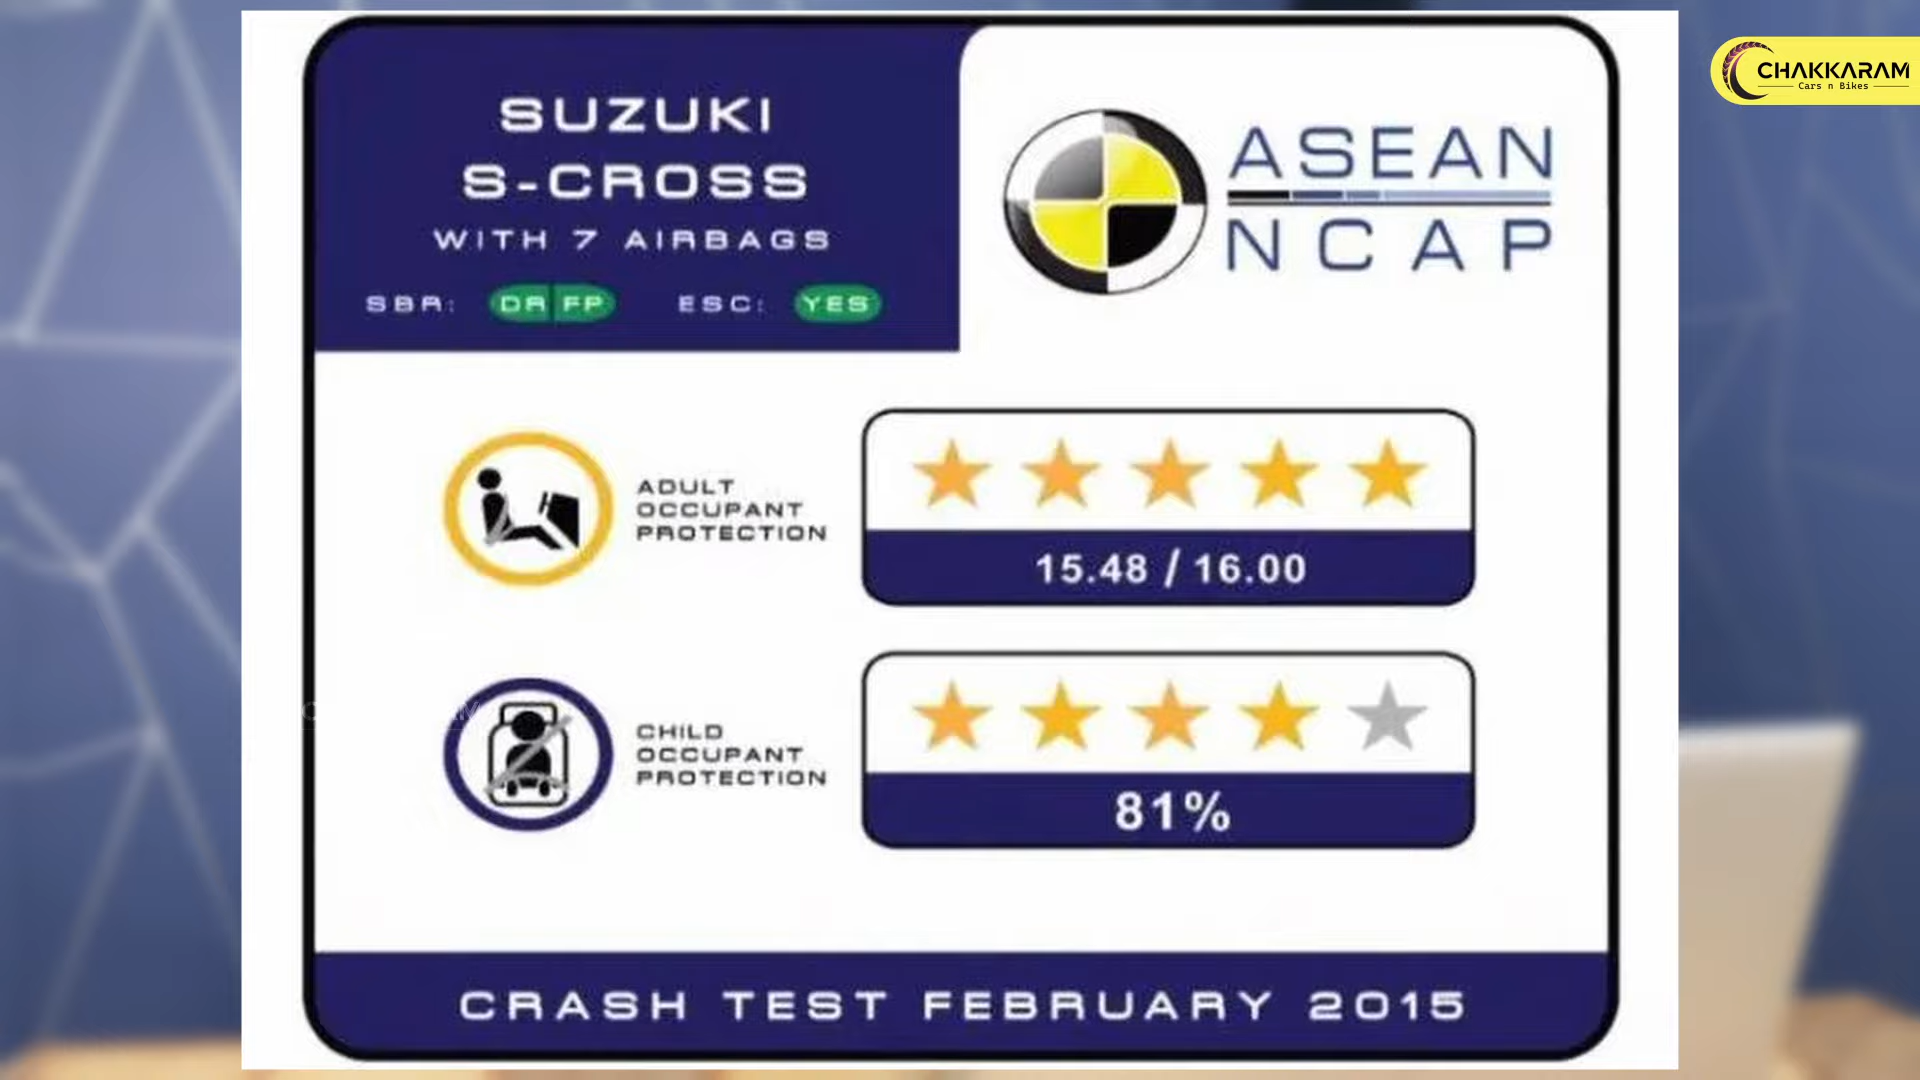 SUZUKI
S-CROSS
WITH 7 AIRBAGS
SBR: DR FP ESC: YES
ASEAN
NCAP
CHAKKARAM
Cars n Bikes
ADULT
OCCUPANT
PROTECTION
15.48 / 16.00
CHILD
OCCUPANT
PROTECTION
81%
CRASH TEST FEBRUARY 2015